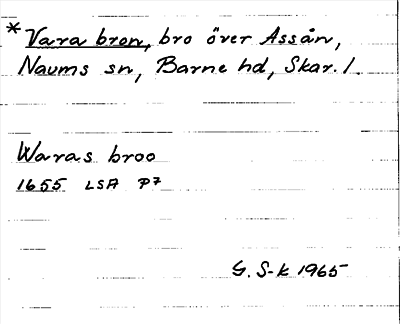 * Vara bron, bro över Assån,
Naums sn, Barne hd, Skar. l.
Waras broo
1655 LSA P7
G. S-k 1965